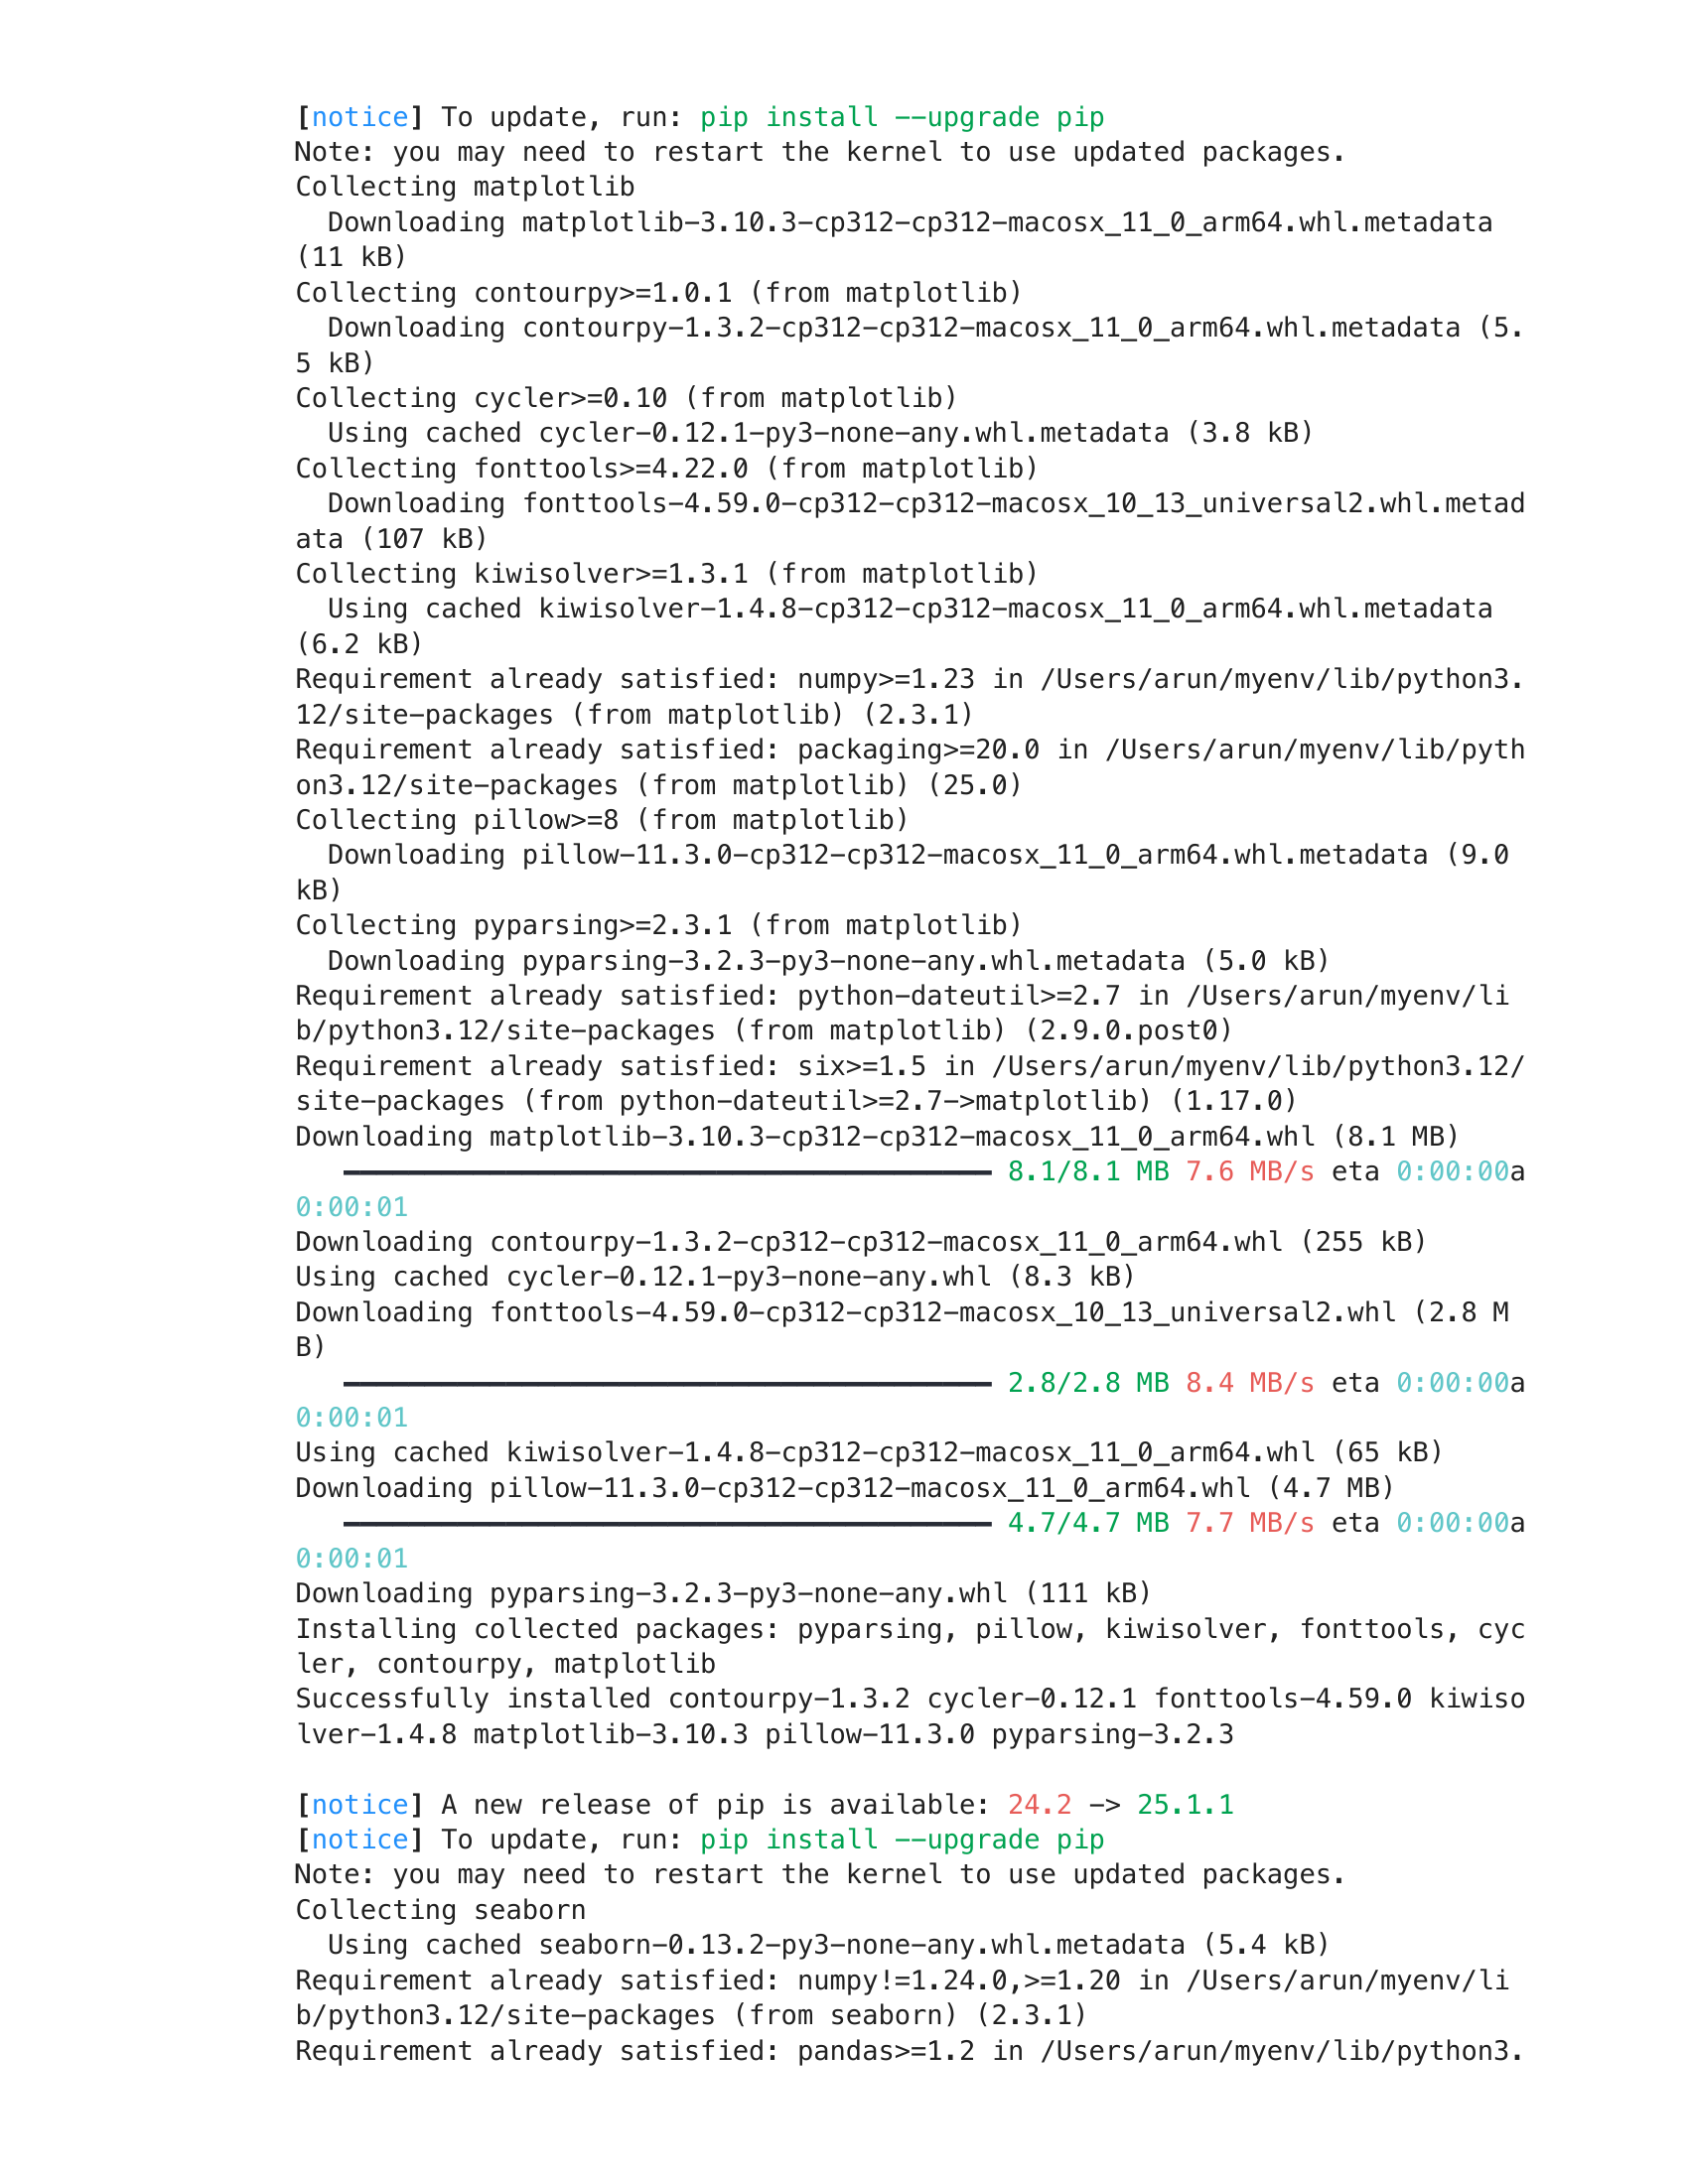 [notice] To update, run: pip install --upgrade pip
Note: you may need to restart the kernel to use updated packages.
Collecting matplotlib
  Downloading matplotlib-3.10.3-cp312-cp312-macosx_11_0_arm64.whl.metadata
(11 kB)
Collecting contourpy>=1.0.1 (from matplotlib)
  Downloading contourpy-1.3.2-cp312-cp312-macosx_11_0_arm64.whl.metadata (5.
5 kB)
Collecting cycler>=0.10 (from matplotlib)
  Using cached cycler-0.12.1-py3-none-any.whl.metadata (3.8 kB)
Collecting fonttools>=4.22.0 (from matplotlib)
  Downloading fonttools-4.59.0-cp312-cp312-macosx_10_13_universal2.whl.metad
ata (107 kB)
Collecting kiwisolver>=1.3.1 (from matplotlib)
  Using cached kiwisolver-1.4.8-cp312-cp312-macosx_11_0_arm64.whl.metadata
(6.2 kB)
Requirement already satisfied: numpy>=1.23 in /Users/arun/myenv/lib/python3.
12/site-packages (from matplotlib) (2.3.1)
Requirement already satisfied: packaging>=20.0 in /Users/arun/myenv/lib/pyth
on3.12/site-packages (from matplotlib) (25.0)
Collecting pillow>=8 (from matplotlib)
  Downloading pillow-11.3.0-cp312-cp312-macosx_11_0_arm64.whl.metadata (9.0
kB)
Collecting pyparsing>=2.3.1 (from matplotlib)
  Downloading pyparsing-3.2.3-py3-none-any.whl.metadata (5.0 kB)
Requirement already satisfied: python-dateutil>=2.7 in /Users/arun/myenv/li
b/python3.12/site-packages (from matplotlib) (2.9.0.post0)
Requirement already satisfied: six>=1.5 in /Users/arun/myenv/lib/python3.12/
site-packages (from python-dateutil>=2.7->matplotlib) (1.17.0)
Downloading matplotlib-3.10.3-cp312-cp312-macosx_11_0_arm64.whl (8.1 MB)
   ━━━━━━━━━━━━━━━━━━━━━━━━━━━━━━━━━━━━━━━━ 8.1/8.1 MB 7.6 MB/s eta 0:00:00a
0:00:01
Downloading contourpy-1.3.2-cp312-cp312-macosx_11_0_arm64.whl (255 kB)
Using cached cycler-0.12.1-py3-none-any.whl (8.3 kB)
Downloading fonttools-4.59.0-cp312-cp312-macosx_10_13_universal2.whl (2.8 M
B)
   ━━━━━━━━━━━━━━━━━━━━━━━━━━━━━━━━━━━━━━━━ 2.8/2.8 MB 8.4 MB/s eta 0:00:00a
0:00:01
Using cached kiwisolver-1.4.8-cp312-cp312-macosx_11_0_arm64.whl (65 kB)
Downloading pillow-11.3.0-cp312-cp312-macosx_11_0_arm64.whl (4.7 MB)
   ━━━━━━━━━━━━━━━━━━━━━━━━━━━━━━━━━━━━━━━━ 4.7/4.7 MB 7.7 MB/s eta 0:00:00a
0:00:01
Downloading pyparsing-3.2.3-py3-none-any.whl (111 kB)
Installing collected packages: pyparsing, pillow, kiwisolver, fonttools, cyc
ler, contourpy, matplotlib
Successfully installed contourpy-1.3.2 cycler-0.12.1 fonttools-4.59.0 kiwiso
lver-1.4.8 matplotlib-3.10.3 pillow-11.3.0 pyparsing-3.2.3

[notice] A new release of pip is available: 24.2 -> 25.1.1
[notice] To update, run: pip install --upgrade pip
Note: you may need to restart the kernel to use updated packages.
Collecting seaborn
  Using cached seaborn-0.13.2-py3-none-any.whl.metadata (5.4 kB)
Requirement already satisfied: numpy!=1.24.0,>=1.20 in /Users/arun/myenv/li
b/python3.12/site-packages (from seaborn) (2.3.1)
Requirement already satisfied: pandas>=1.2 in /Users/arun/myenv/lib/python3.